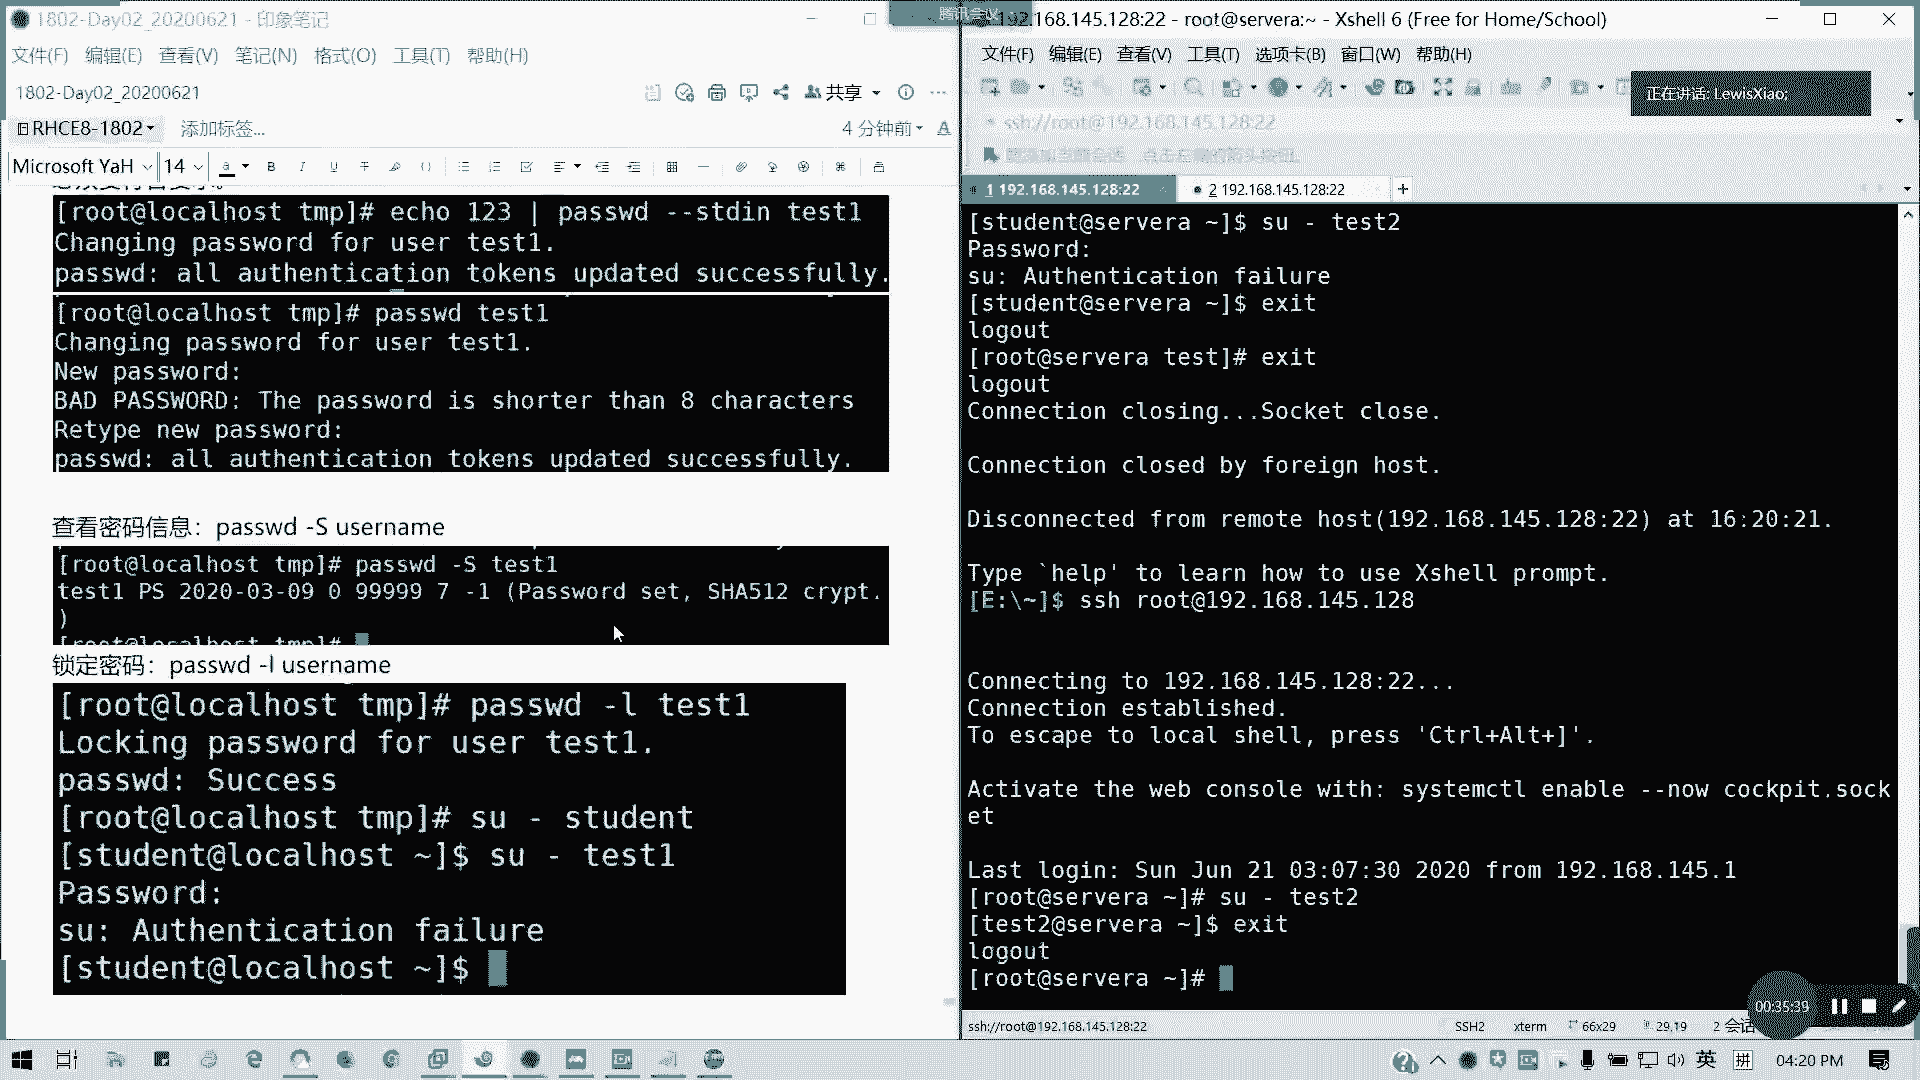 1802-Day02_20200621 - 印象笔记
文件(F) 编辑(E) 查看(V) 笔记(N) 格式(O) 工具(T) 帮助(H)
1802-Day02_20200621
共享
RHCE8-1802 添加标签...
4 分钟前
Microsoft YaH 14
[root@localhost tmp]# echo 123 | passwd --stdin test1
Changing password for user test1.
passwd: all authentication tokens updated successfully.
[root@localhost tmp]# passwd test1
Changing password for user test1.
New password:
BAD PASSWORD: The password is shorter than 8 characters
Retype new password:
passwd: all authentication tokens updated successfully.
查看密码信息：passwd -S username
[root@localhost tmp]# passwd -S test1
test1 PS 2020-03-09 0 99999 7 -1 (Password set, SHA512 crypt.
)
[root@localhost tmp]#
锁定密码：passwd -l username
[root@localhost tmp]# passwd -l test1
Locking password for user test1.
passwd: Success
[root@localhost tmp]# su - student
[student@localhost ~]$ su - test1
Password:
su: Authentication failure
[student@localhost ~]$
腾讯会议
192.168.145.128:22 - root@servera:~ - Xshell 6 (Free for Home/School)
文件(F) 编辑(E) 查看(V) 工具(T) 选项卡(B) 窗口(W) 帮助(H)
正在讲话: LewisXiao;
ssh://root@192.168.145.128:22
1 192.168.145.128:22
2 192.168.145.128:22
[student@servera ~]$ su - test2
Password:
su: Authentication failure
[student@servera ~]$ exit
logout
[root@servera test]# exit
logout
Connection closing...Socket close.
Connection closed by foreign host.
Disconnected from remote host(192.168.145.128:22) at 16:20:21.
Type `help' to learn how to use Xshell prompt.
[E:\~]$ ssh root@192.168.145.128
Connecting to 192.168.145.128:22...
Connection established.
To escape to local shell, press 'Ctrl+Alt+]'.
Activate the web console with: systemctl enable --now cockpit.sock
et
Last login: Sun Jun 21 03:07:30 2020 from 192.168.145.1
[root@servera ~]# su - test2
[test2@servera ~]$ exit
logout
[root@servera ~]#
00:35:39
ssh://root@192.168.145.128:22
SSH2 xterm 66x29 29,19 2 会话
英 拼 04:20 PM